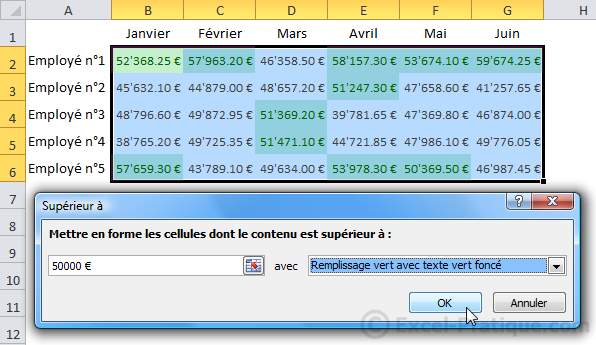 A B C D E F G H
1 Janvier Février Mars Avril Mai Juin
2 Employé n°1 52'368.25 € 57'963.20 € 46'358.50 € 58'157.30 € 53'674.10 € 59'674.25 €
3 Employé n°2 45'632.10 € 44'879.00 € 48'657.20 € 51'247.30 € 47'658.60 € 41'257.65 €
4 Employé n°3 48'796.60 € 49'872.95 € 51'369.20 € 39'781.65 € 47'369.80 € 46'874.00 €
5 Employé n°4 38'765.20 € 49'725.35 € 51'471.10 € 44'721.85 € 47'986.10 € 49'776.05 €
6 Employé n°5 57'659.30 € 43'789.10 € 49'634.00 € 53'978.30 € 50'369.50 € 46'987.45 €
7
8
9
10
11
12
Supérieur à
?
Mettre en forme les cellules dont le contenu est supérieur à :
50000 € avec Remplissage vert avec texte vert foncé
OK Annuler
© Excel-Pratique.com